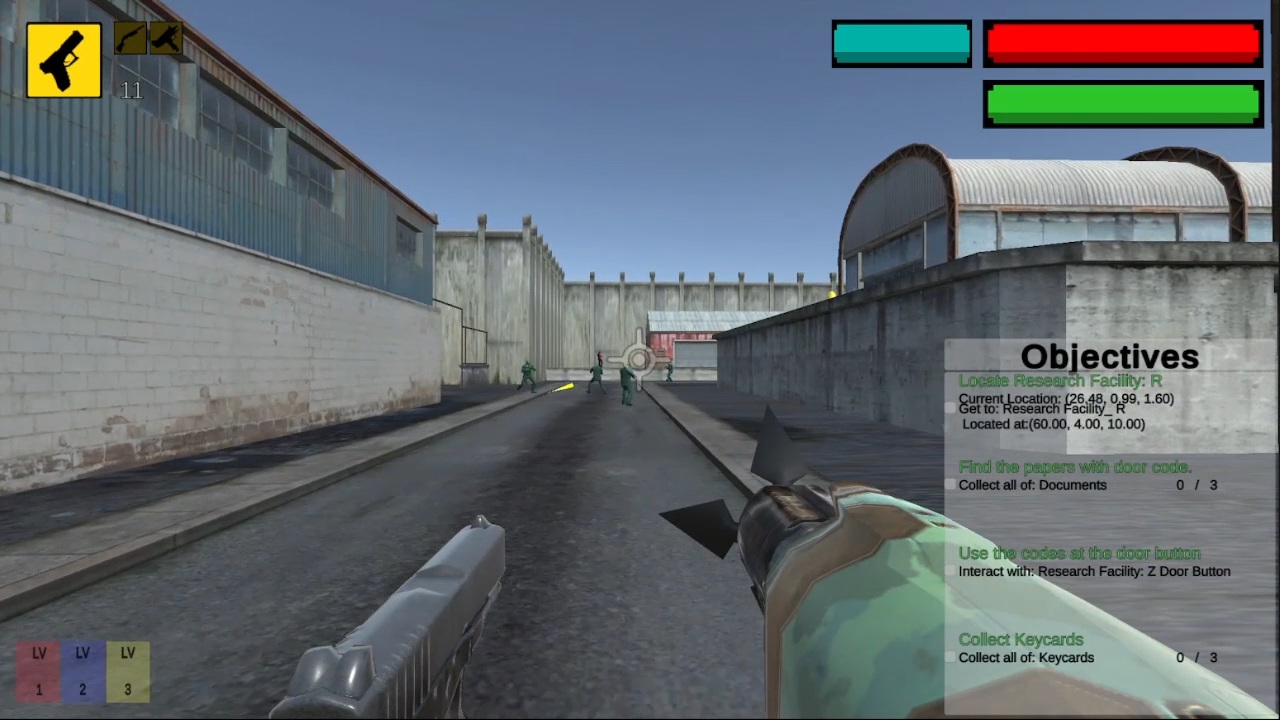 11
Objectives
Locate Research Facility: R
Current Location: (26.48, 0.99, 1.60)
Get to: Research Facility_ R
Located at:(60.00, 4.00, 10.00)
Find the papers with door code.
Collect all of: Documents 0 / 3
Use the codes at the door button
Interact with: Research Facility: Z Door Button
Collect Keycards
Collect all of: Keycards 0 / 3
LV LV LV
1 2 3